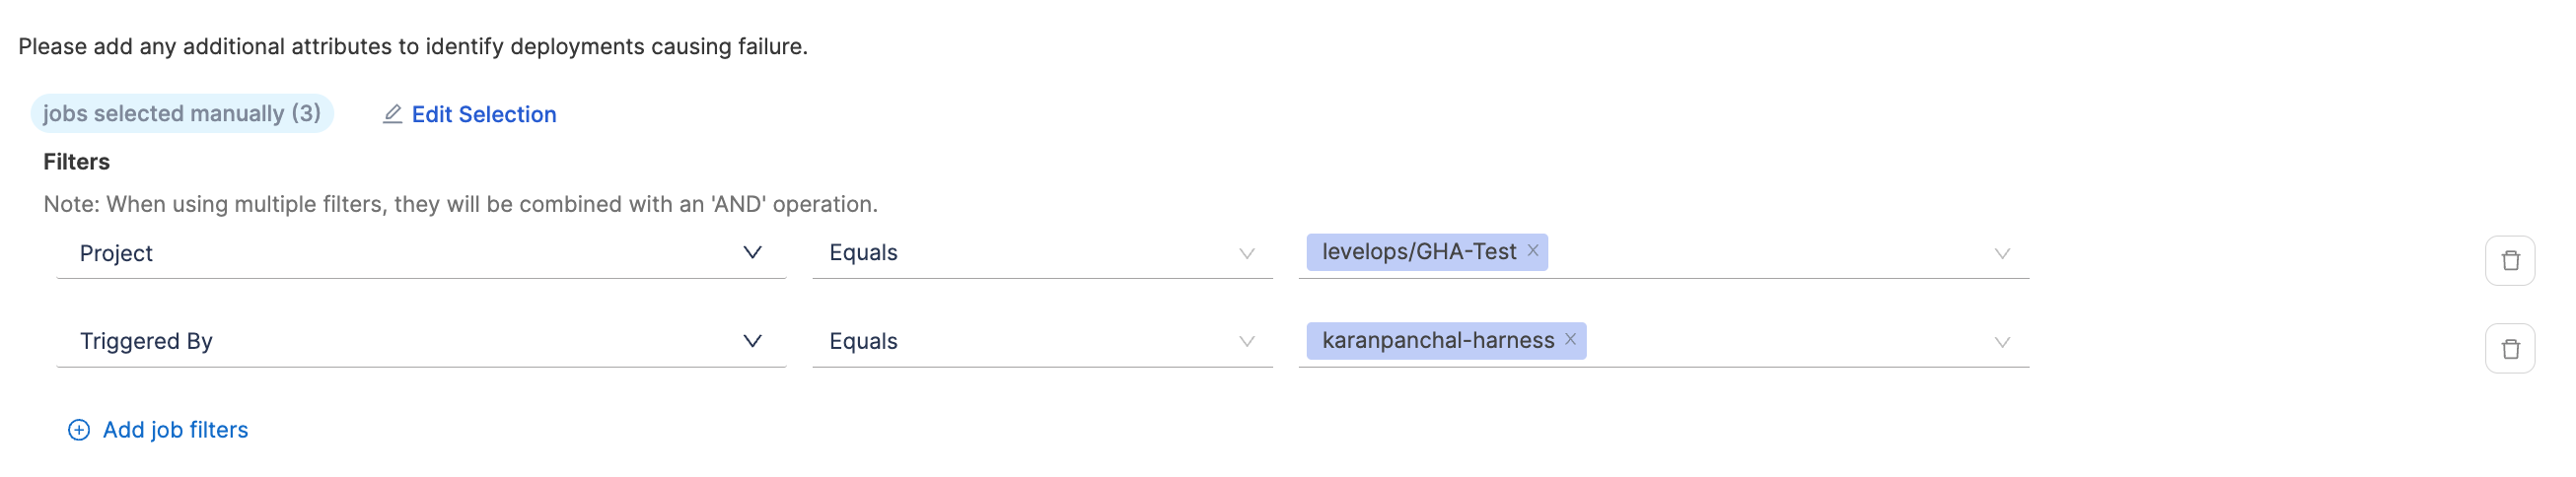 Please add any additional attributes to identify deployments causing failure.
jobs selected manually (3) Edit Selection
Filters
Note: When using multiple filters, they will be combined with an 'AND' operation.
Project Equals levelops/GHA-Test
Triggered By Equals karanpanchal-harness
Add job filters